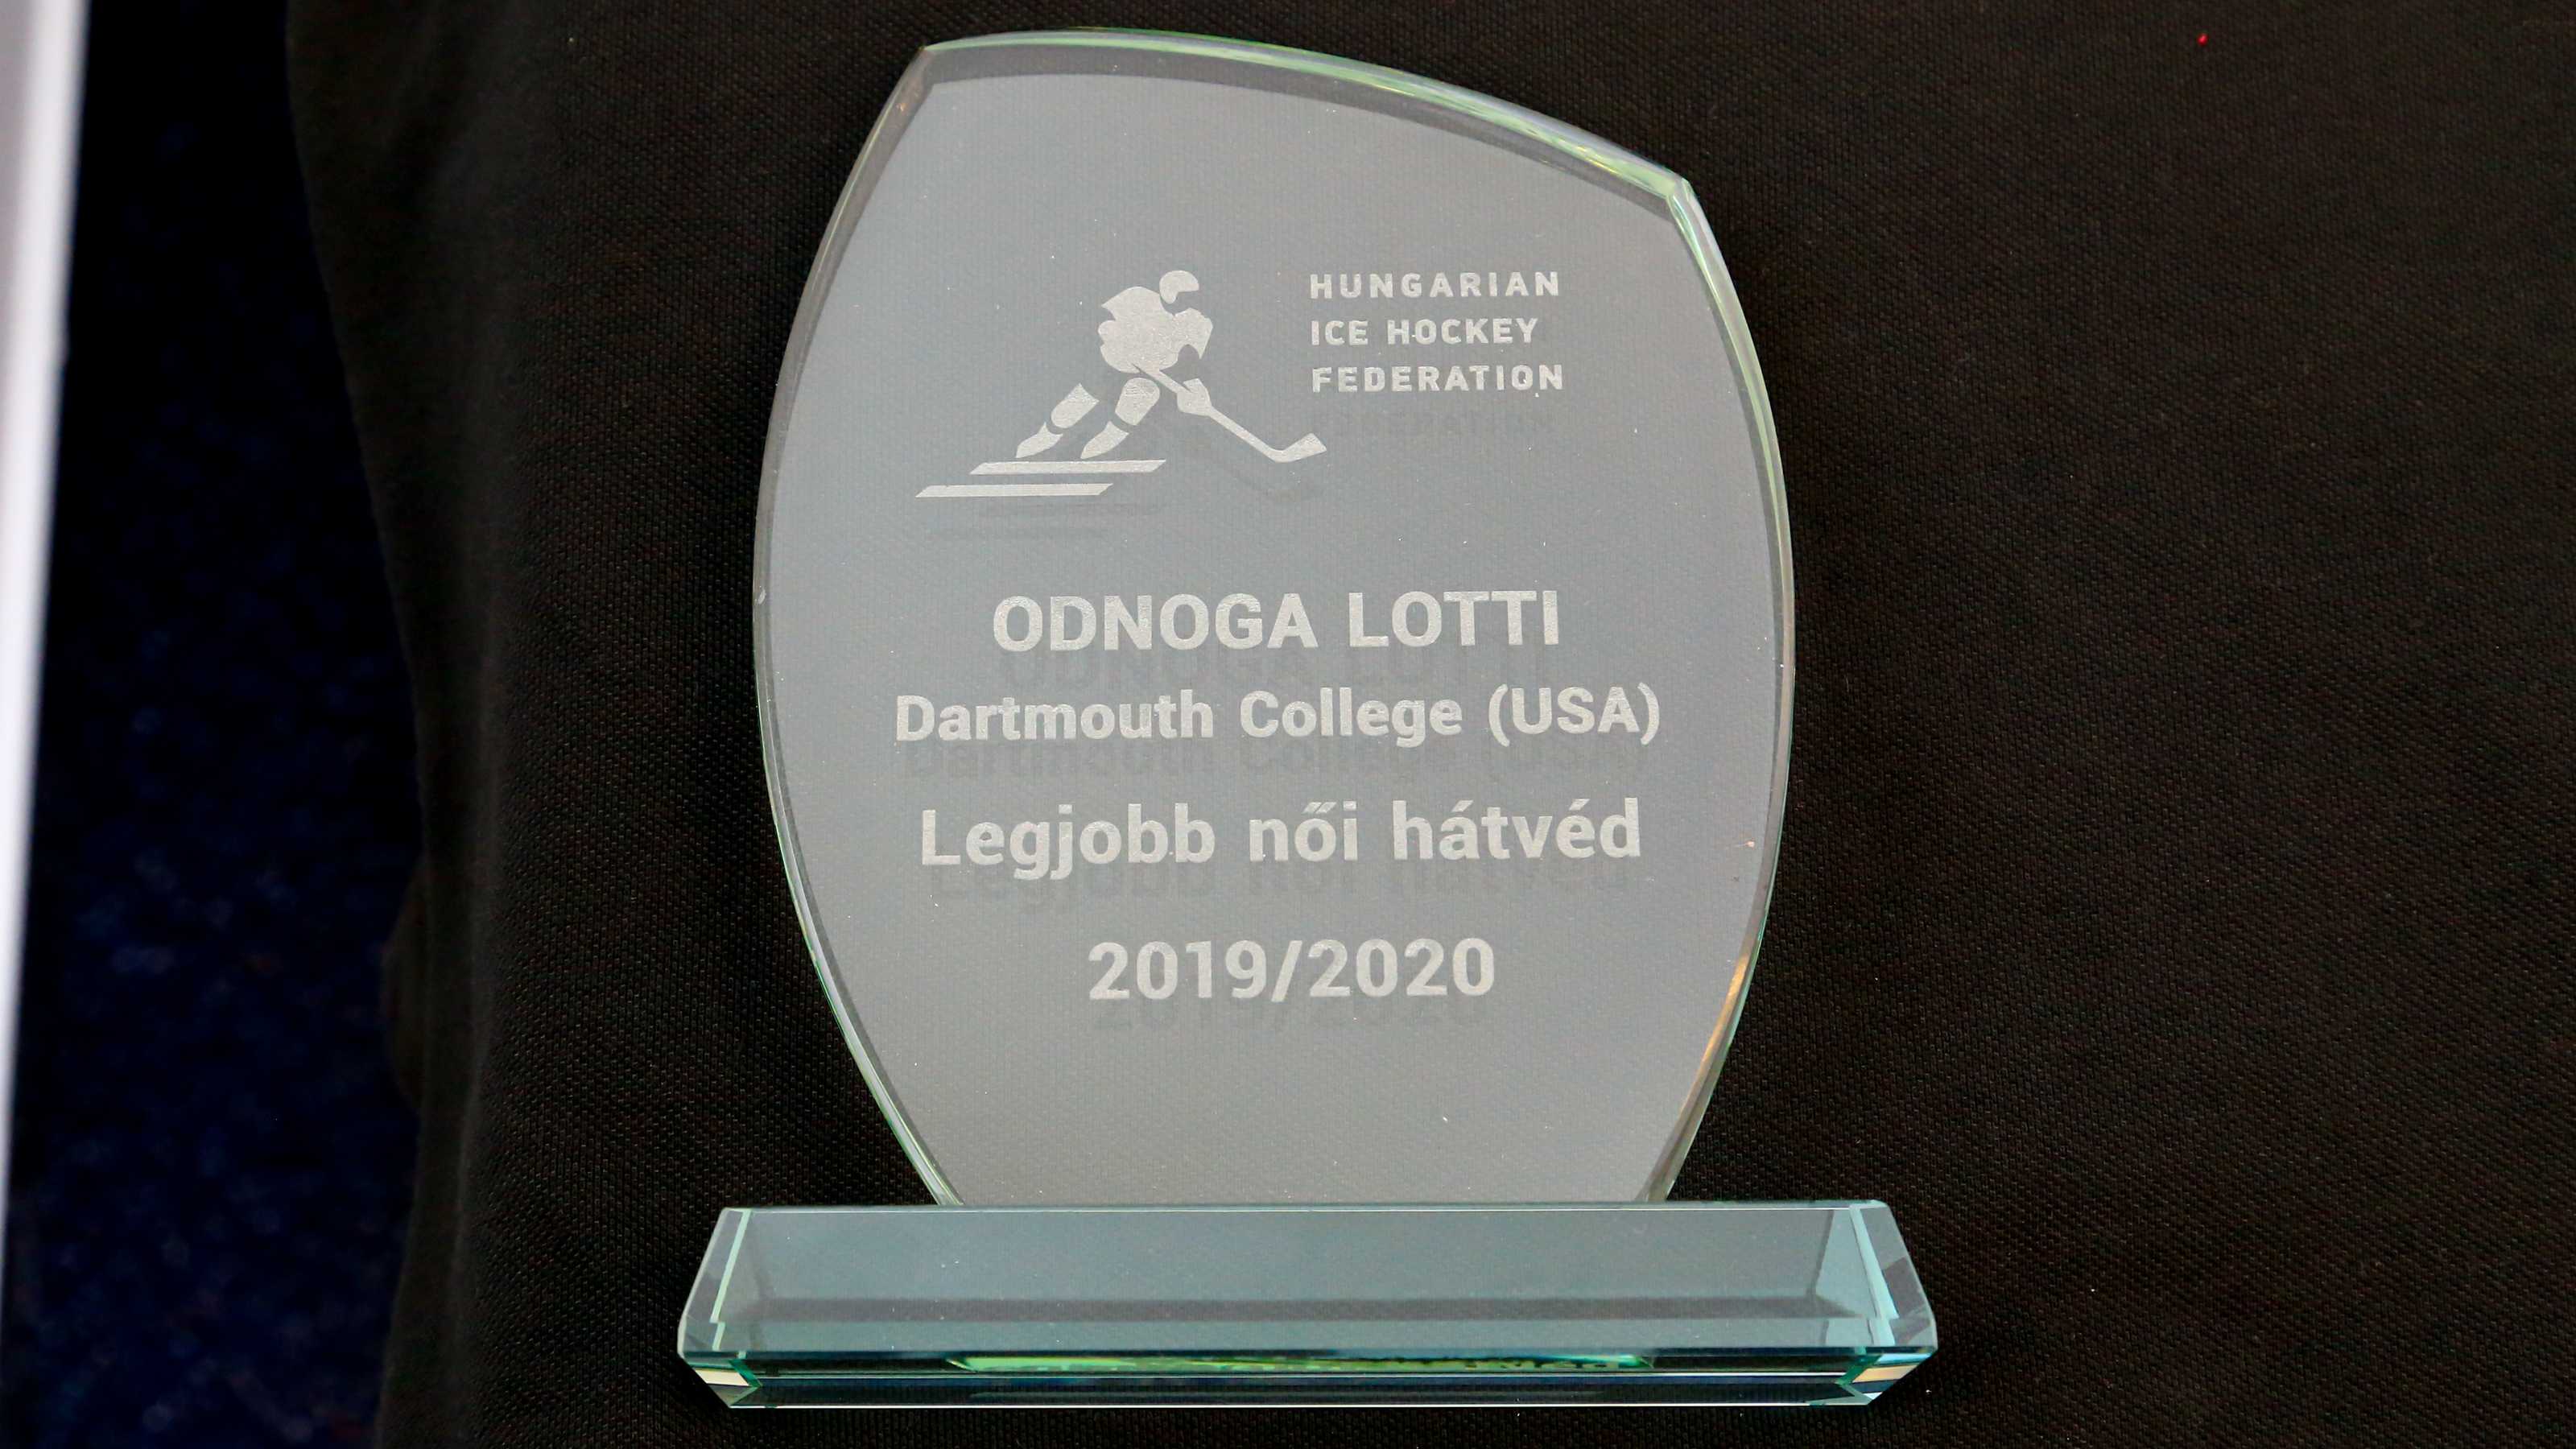 HUNGARIAN
ICE HOCKEY
FEDERATION
ODNOGA LOTTI
Dartmouth College (USA)
Legjobb női hátvéd
2019/2020